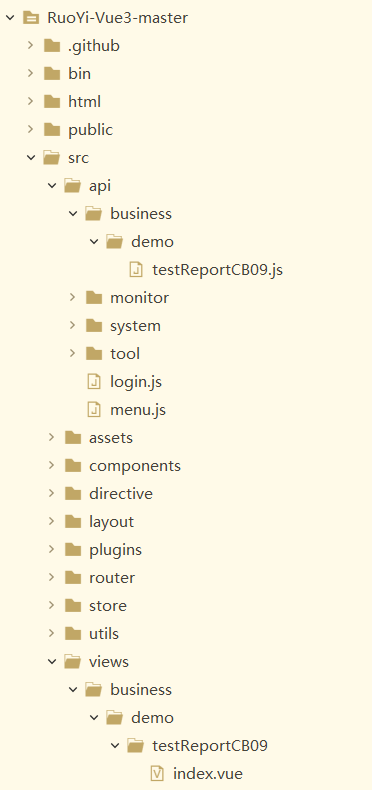 RuoYi-Vue3-master
.github
bin
html
public
src
api
business
demo
testReportCB09.js
monitor
system
tool
login.js
menu.js
assets
components
directive
layout
plugins
router
store
utils
views
business
demo
testReportCB09
index.vue